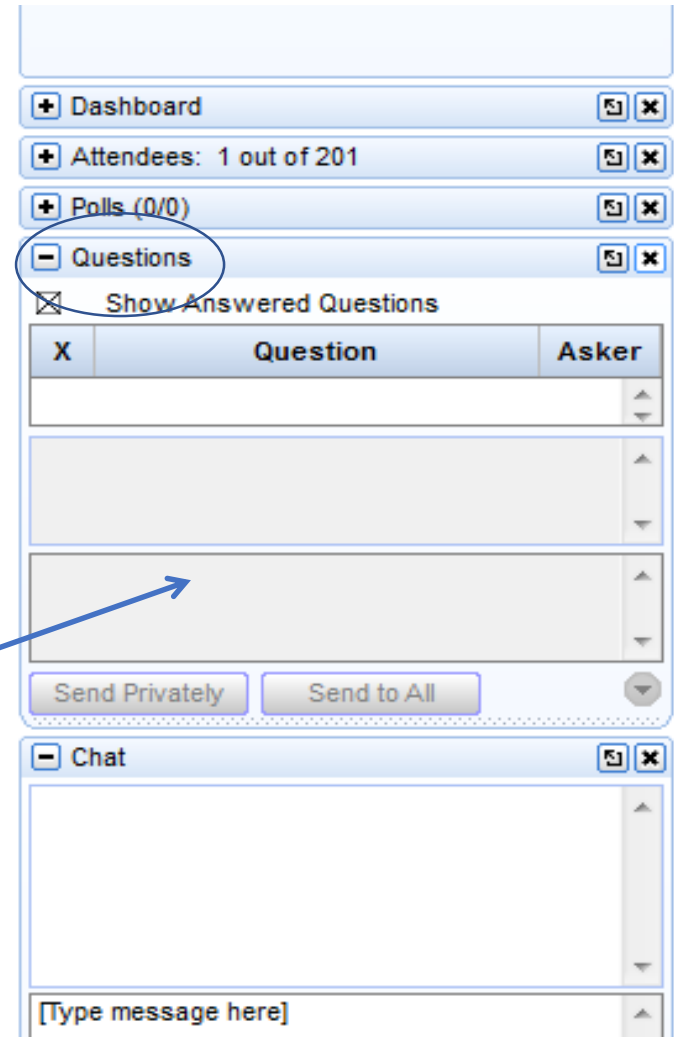 Dashboard
Attendees: 1 out of 201
Polls (0/0)
Questions
Show Answered Questions
X Question Asker
Send Privately Send to All
Chat
[Type message here]